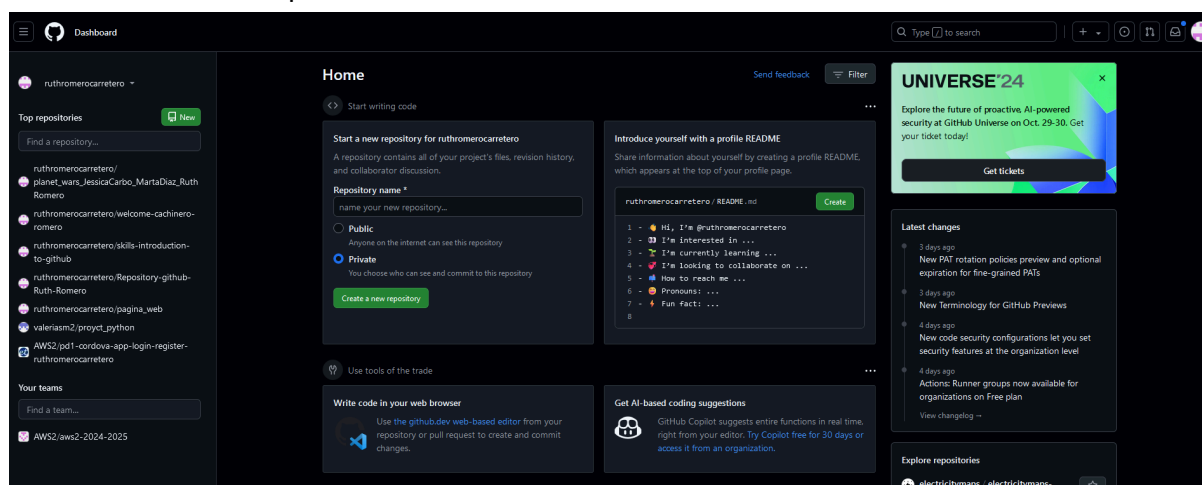 Dashboard
Type / to search
ruthromerocarretero
Top repositories
New
Find a repository...
ruthromerocarretero/
planet_wars_JessicaCarbo_MartaDiaz_Ruth
Romero
ruthromerocarretero/welcome-cachinero-
romero
ruthromerocarretero/skills-introduction-
to-github
ruthromerocarretero/Repository-github-
Ruth-Romero
ruthromerocarretero/pagina_web
valeriasm2/proyct_python
AWS2/pd1-cordova-app-login-register-
ruthromerocarretero
Your teams
Find a team...
AWS2/aws2-2024-2025
Home
Send feedback
Filter
Start writing code
Start a new repository for ruthromerocarretero
A repository contains all of your project's files, revision history,
and collaborator discussion.
Repository name *
name your new repository...
Public
Anyone on the internet can see this repository
Private
You choose who can see and commit to this repository
Create a new repository
Introduce yourself with a profile README
Share information about yourself by creating a profile README,
which appears at the top of your profile page.
ruthromerocarretero / README.md
Create
1 - 👋 Hi, I'm @ruthromerocarretero
2 - 👀 I'm interested in ...
3 - 🌱 I'm currently learning ...
4 - 💞️ I'm looking to collaborate on ...
5 - 📫 How to reach me ...
6 - 😄 Pronouns: ...
7 - ⚡ Fun fact: ...
8
Use tools of the trade
Write code in your web browser
Use the github.dev web-based editor from your
repository or pull request to create and commit
changes.
Get AI-based coding suggestions
GitHub Copilot suggests entire functions in real time,
right from your editor. Try Copilot free for 30 days or
access it from an organization.
UNIVERSE'24
Explore the future of proactive, AI-powered
security at GitHub Universe on Oct. 29-30. Get
your ticket today!
Get tickets
Latest changes
3 days ago
New PAT rotation policies preview and optional
expiration for fine-grained PATs
3 days ago
New Terminology for GitHub Previews
4 days ago
New code security configurations let you set
security features at the organization level
4 days ago
Actions: Runner groups now available for
organizations on Free plan
View changelog →
Explore repositories
electricitymaps / electricitymaps-